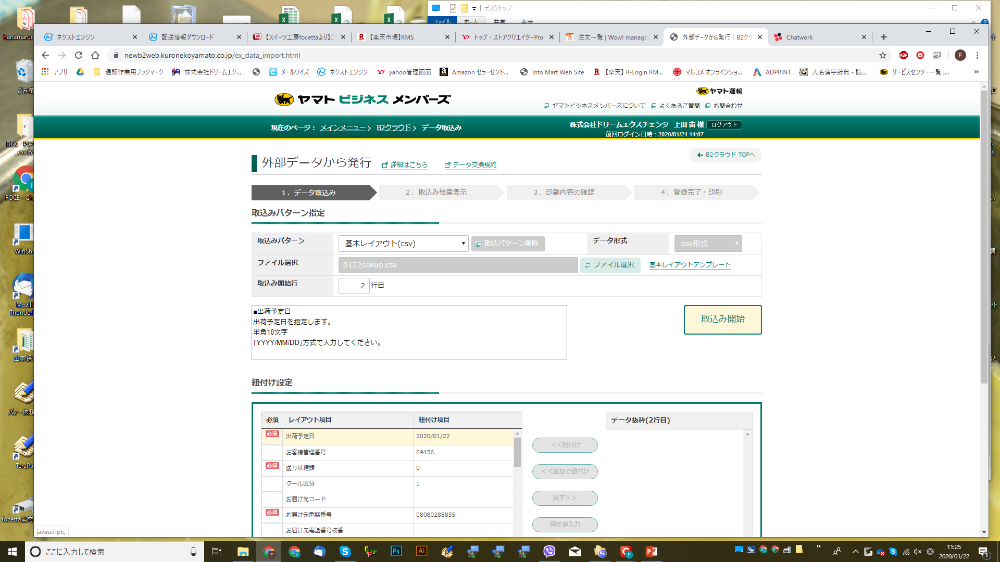 デスクトップ
ファイル ホーム 共有 表示
ネクストエンジン
配送情報ダウンロード
【スイーツ工房focettaより】ご
【楽天市場】RMS
トップ - ストアクリエイターPro
注文一覧 | Wow! manage
外部データから発行｜B2クラ
Chatwork
newb2web.kuronekoyamato.co.jp/ex_data_import.html
ABP
F
アプリ
通販作業用ブックマーク
株式会社ドリームエク...
メールワイズ
ネクストエンジン
yahoo管理画面
Amazon セラーセント...
Info Mart Web Site
【楽天】R-Login RM...
マルコメ オンラインショ...
ADPRINT
人名漢字辞典 - 読...
サービスセンター一覧 |...
»
ヤマト ビジネス メンバーズ
ヤマト運輸
ヤマトビジネスメンバーズについて よくあるご質問 お問合わせ
現在のページ： メインメニュー > B2クラウド > データ取込み
株式会社ドリームエクスチェンジ 上田 宙 様 ログアウト
前回ログイン日時：2020/01/21 14:07
外部データから発行 詳細はこちら データ交換規約
B2クラウド TOPへ
1．データ取込み 2．取込み結果表示 3．印刷内容の確認 4．登録完了・印刷
取込みパターン指定
取込みパターン 基本レイアウト(csv) 取込パターン削除 データ形式 csv形式
ファイル選択 0122sokuo.csv ファイル選択 基本レイアウトテンプレート
取込み開始行 2 行目
■出荷予定日
出荷予定日を指定します。
半角10文字
「YYYY/MM/DD」方式で入力してください。
取込み開始
紐付け設定
必須 レイアウト項目 紐付け項目 データ抜粋(2行目)
必須 出荷予定日 2020/01/22
お客様管理番号 69456
必須 送り状種類 0
クール区分 1
お届け先コード
必須 お届け先電話番号 08080288835
お届け先電話番号枝番
<<紐付け
<<追加で紐付け
戻す>>
固定値入力
javascript:;
hanamaruc
ごみ箱
DEX PC
_exeあ
FOCE - Ch
WinSh
Mozill
Thunderb
山本保
バナー依頼
TeraPa
focetta素材
ここに入力して検索
11:25
2020/01/22